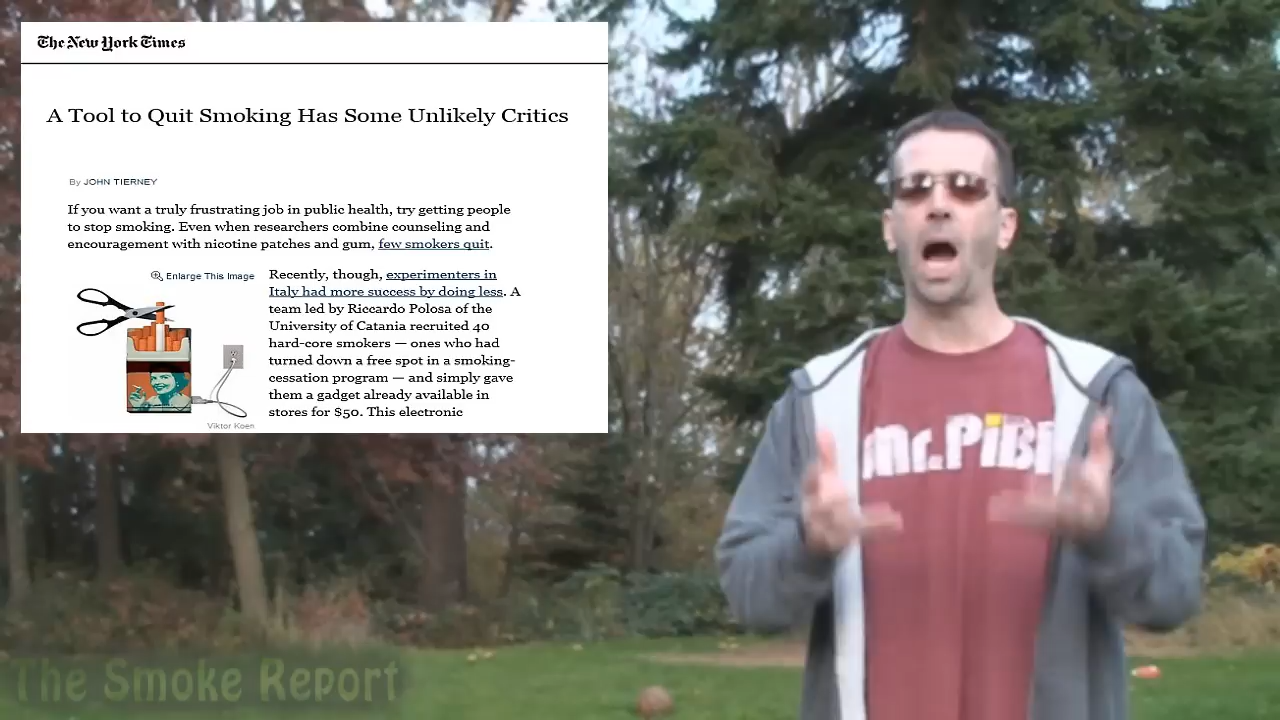 The New York Times
A Tool to Quit Smoking Has Some Unlikely Critics
By JOHN TIERNEY
If you want a truly frustrating job in public health, try getting people
to stop smoking. Even when researchers combine counseling and
encouragement with nicotine patches and gum, few smokers quit.
Enlarge This Image
Recently, though, experimenters in
Italy had more success by doing less. A
team led by Riccardo Polosa of the
University of Catania recruited 40
hard-core smokers — ones who had
turned down a free spot in a smoking-
cessation program — and simply gave
them a gadget already available in
stores for $50. This electronic
Viktor Koen
Mr.PiBB
The Smoke Report